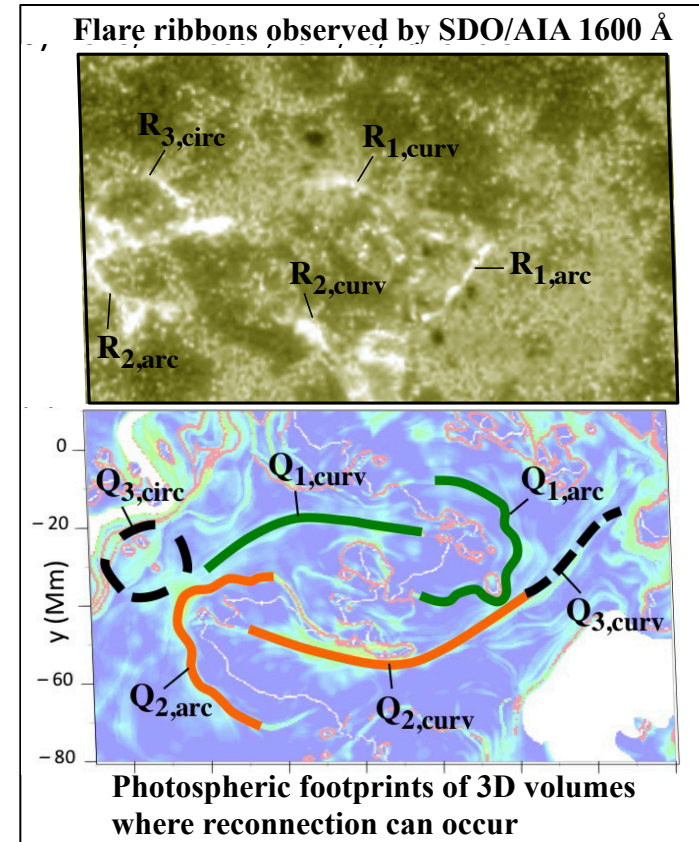 Flare ribbons observed by SDO/AIA 1600 Å
R3,circ
R1,curv
R2,curv
R1,arc
R2,arc
0
Q3,circ
Q1,curv
Q1,arc
−20
−40
y (Mm)
Q3,curv
−60
Q2,arc
Q2,curv
−80
Photospheric footprints of 3D volumes
where reconnection can occur